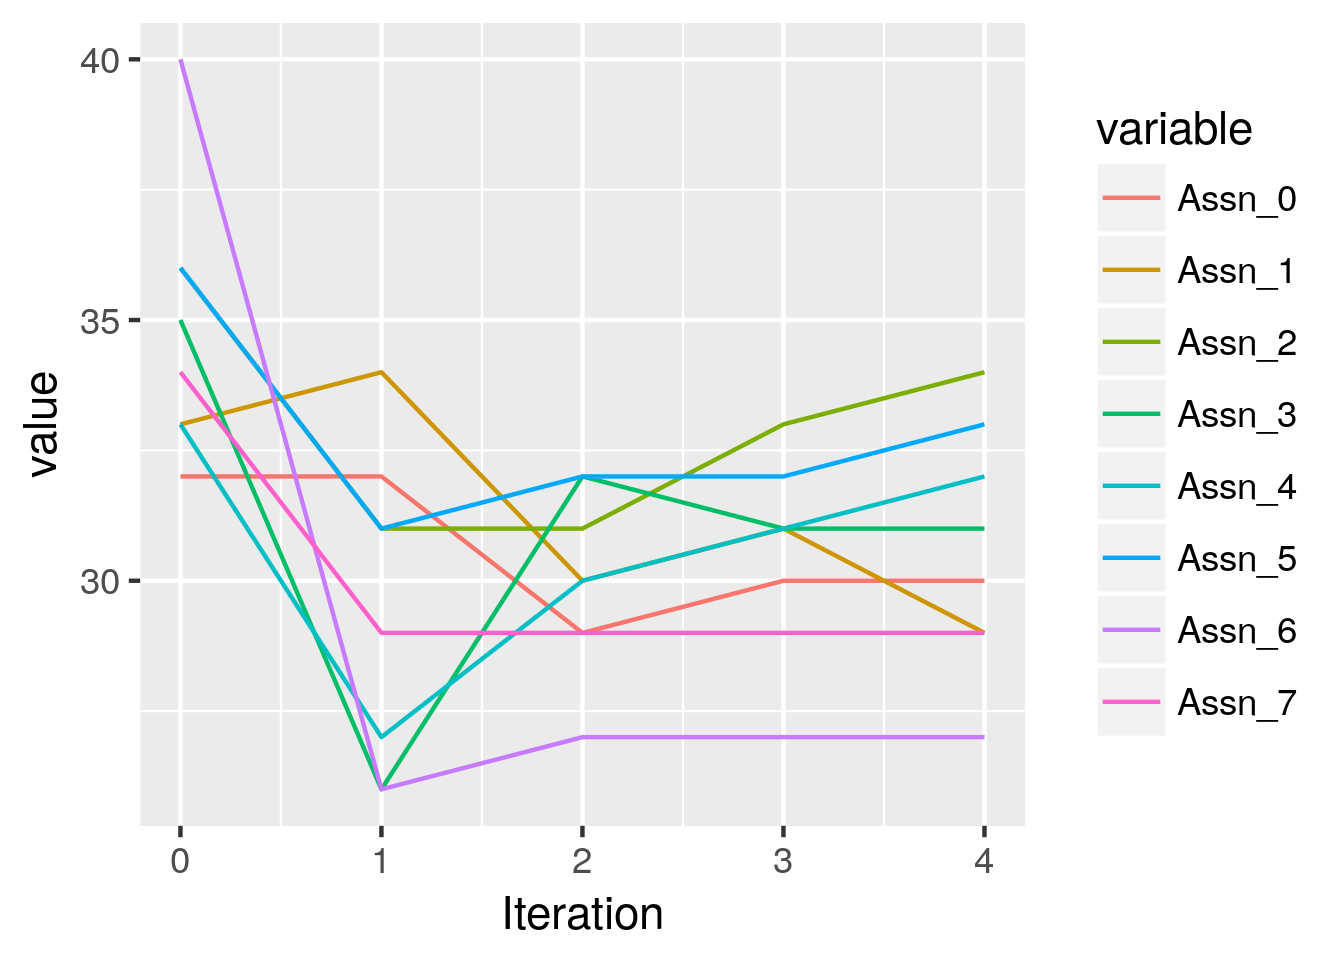 40
35
30
value
0 1 2 3 4
Iteration
variable
Assn_0
Assn_1
Assn_2
Assn_3
Assn_4
Assn_5
Assn_6
Assn_7